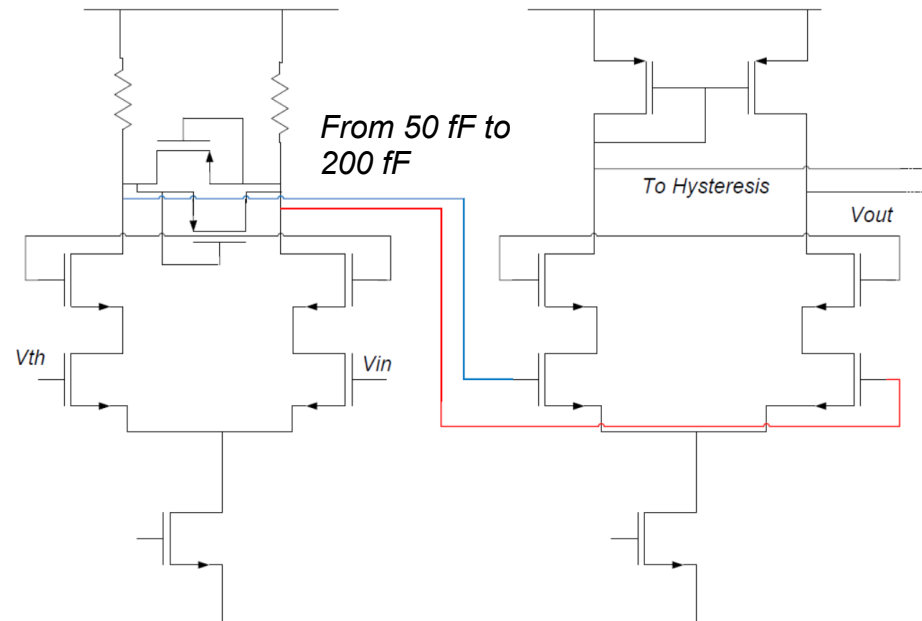 From 50 fF to
200 fF
To Hysteresis
Vout
Vth
Vin